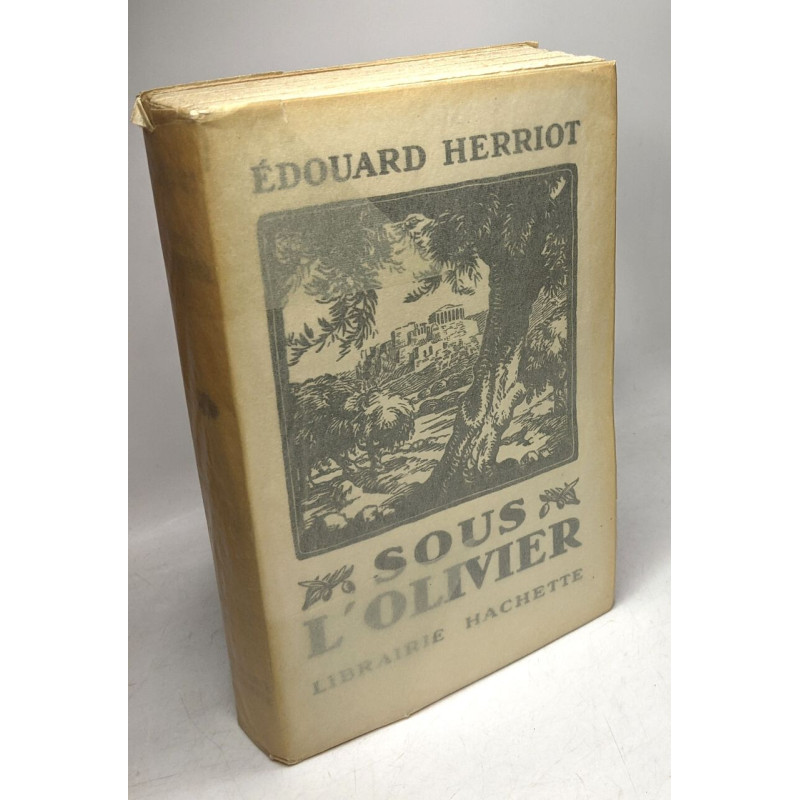 ÉDOUARD HERRIOT
SOUS
L'OLIVIER
LIBRAIRIE HACHETTE